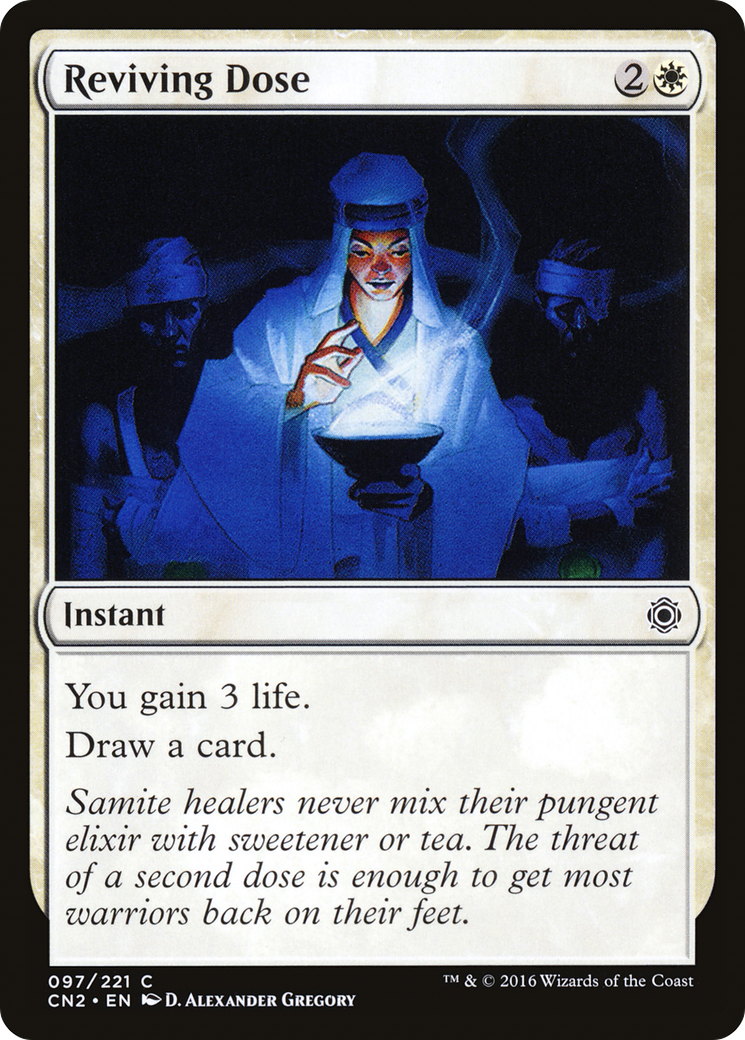 Reviving Dose 2
Instant
You gain 3 life.
Draw a card.
Samite healers never mix their pungent
elixir with sweetener or tea. The threat
of a second dose is enough to get most
warriors back on their feet.
097/221 C
CN2 • EN D. Alexander Gregory
™ & © 2016 Wizards of the Coast